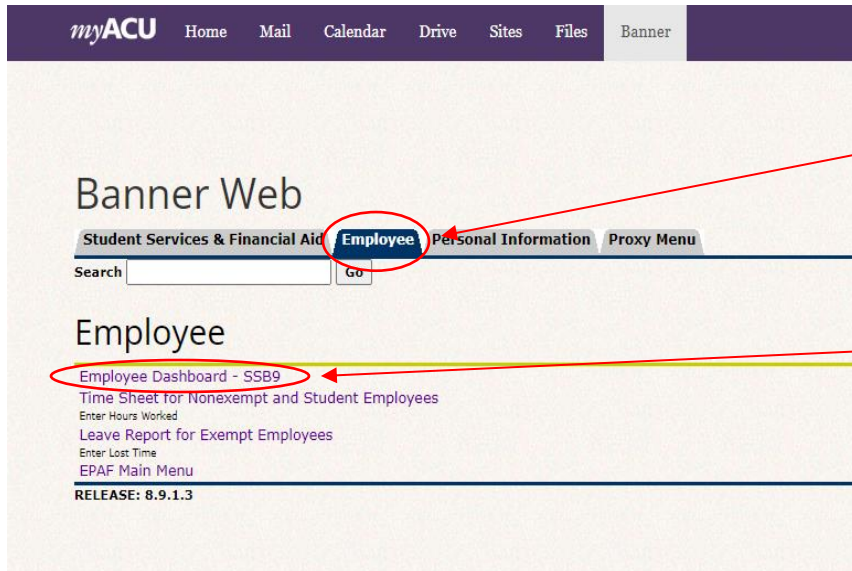 myACU Home Mail Calendar Drive Sites Files Banner
Banner Web
Student Services & Financial Aid Employee Personal Information Proxy Menu
Search Go
Employee
Employee Dashboard - SSB9
Time Sheet for Nonexempt and Student Employees
Enter Hours Worked
Leave Report for Exempt Employees
Enter Lost Time
EPAF Main Menu
RELEASE: 8.9.1.3